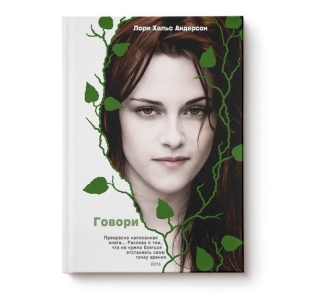 Лори Хальс Андерсон
Говори
Прекрасно написанная
книга... Рассказ о том,
что не нужно бояться
отстаивать свою
точку зрения.